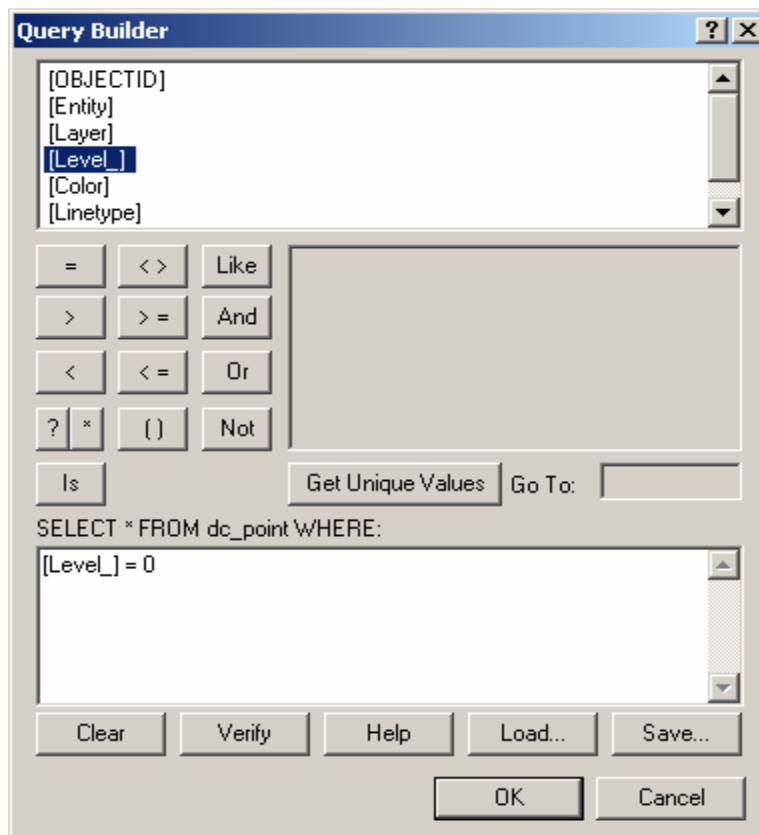 Query Builder ? X
[OBJECTID]
[Entity]
[Layer]
[Level_]
[Color]
[Linetype]
= < > Like
> > = And
< < = Or
? * ( ) Not
Is Get Unique Values Go To:
SELECT * FROM dc_point WHERE:
[Level_] = 0
Clear Verify Help Load... Save...
OK Cancel